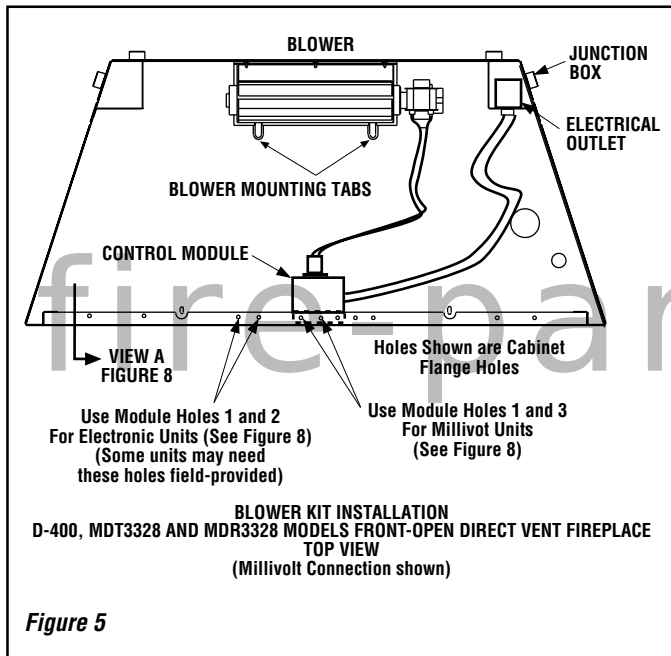 BLOWER
JUNCTION
BOX
ELECTRICAL
OUTLET
BLOWER MOUNTING TABS
CONTROL MODULE
fire-par
VIEW A
FIGURE 8
Holes Shown are Cabinet
Flange Holes
Use Module Holes 1 and 2
For Electronic Units (See Figure 8)
(Some units may need
these holes field-provided)
Use Module Holes 1 and 3
For Millivot Units
(See Figure 8)
BLOWER KIT INSTALLATION
D-400, MDT3328 AND MDR3328 MODELS FRONT-OPEN DIRECT VENT FIREPLACE
TOP VIEW
(Millivolt Connection shown)
Figure 5